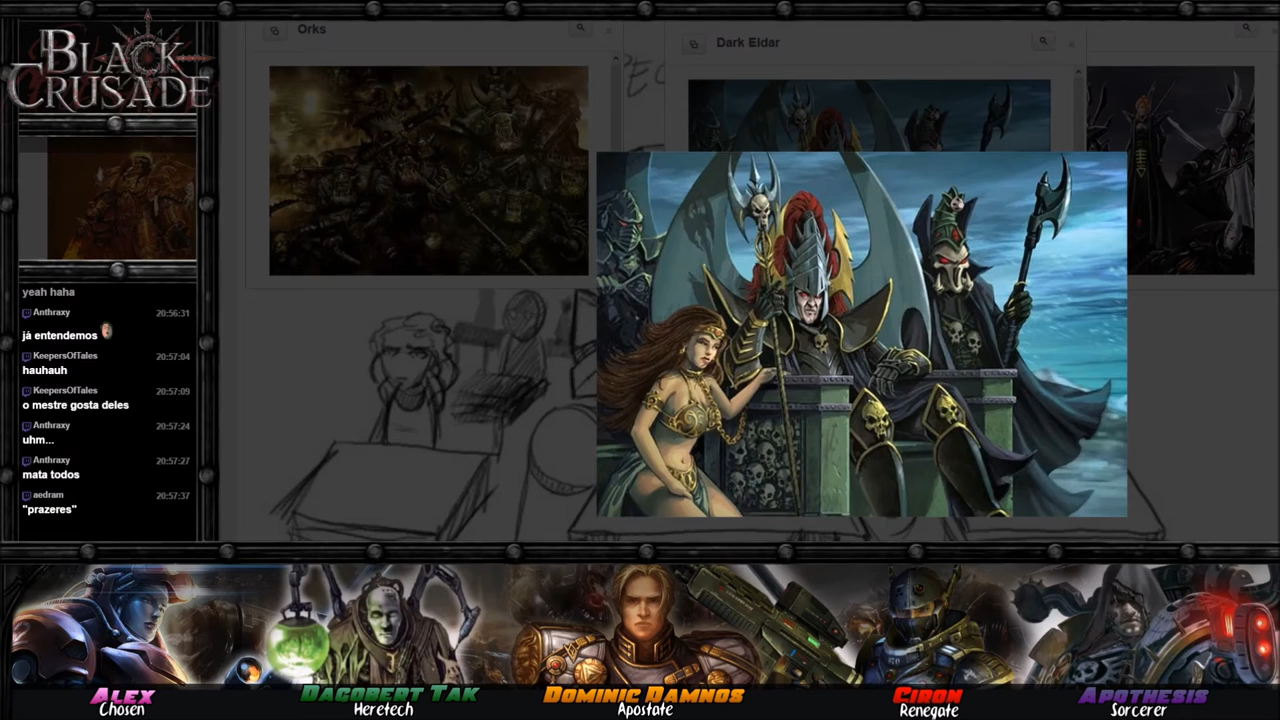 BLACK
CRUSADE
Orks
Dark Eldar
yeah haha
Anthraxy 20:56:31
já entendemos
KeepersOfTales 20:57:04
hauhauh
KeepersOfTales 20:57:09
o mestre gosta deles
Anthraxy 20:57:24
uhm...
Anthraxy 20:57:27
mata todos
aedram 20:57:37
"prazeres"
ALEX
Chosen
DAGOBERT TAK
Heretech
DOMINIC DAMNOS
Apostate
CIRON
Renegate
APOTHESIS
Sorcerer